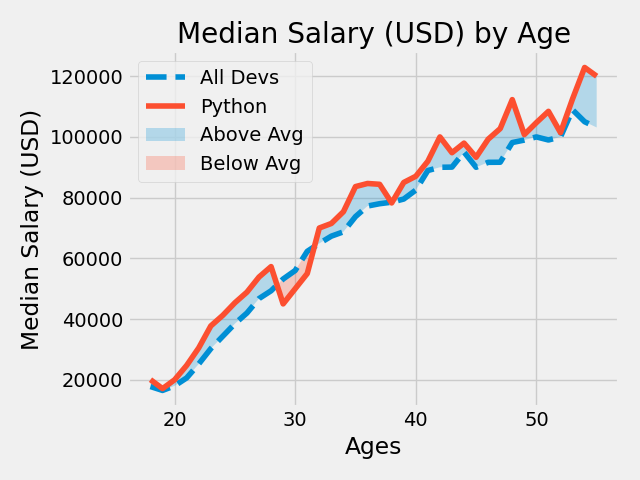 Median Salary (USD) by Age
All Devs
Python
Above Avg
Below Avg
Median Salary (USD)
120000
100000
80000
60000
40000
20000
20 30 40 50
Ages